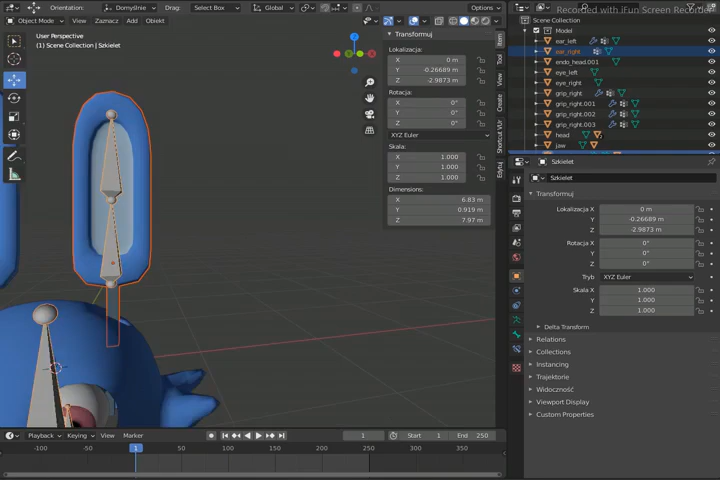 Recorded with iFun Screen Recorder
Object Mode
View Zaznacz Add Obiekt
Domyślnie
Select Box
Global
Options
User Perspective
(1) Scene Collection | Szkielet
Z
Transformuj
Lokalizacja:
X 0 m
Y -0.26689 m
Z -2.9873 m
Rotacja:
X 0°
Y 0°
Z 0°
XYZ Euler
Skala:
X 1.000
Y 1.000
Z 1.000
Dimensions:
X 6.83 m
Y 0.919 m
Z 7.97 m
Item
Tool
View
Create
Shortcut VUr
Edytuj
Scene Collection
Model
ear_left
ear_right
endo_head.001
eye_left
eye_right
grip_right
grip_right.001
grip_right.002
grip_right.003
head
jaw
Szkielet
Szkielet
Transformuj
Lokalizacja X 0 m
Y -0.26689 m
Z -2.9873 m
Rotacja X 0°
Y 0°
Z 0°
Tryb XYZ Euler
Skala X 1.000
Y 1.000
Z 1.000
Delta Transform
Relations
Collections
Instancing
Trajektorie
Widoczność
Viewport Display
Custom Properties
Playback Keying View Marker
1
Start 1
End 250
-100 -50 1 50 100 150 200 250 300 350 400 450